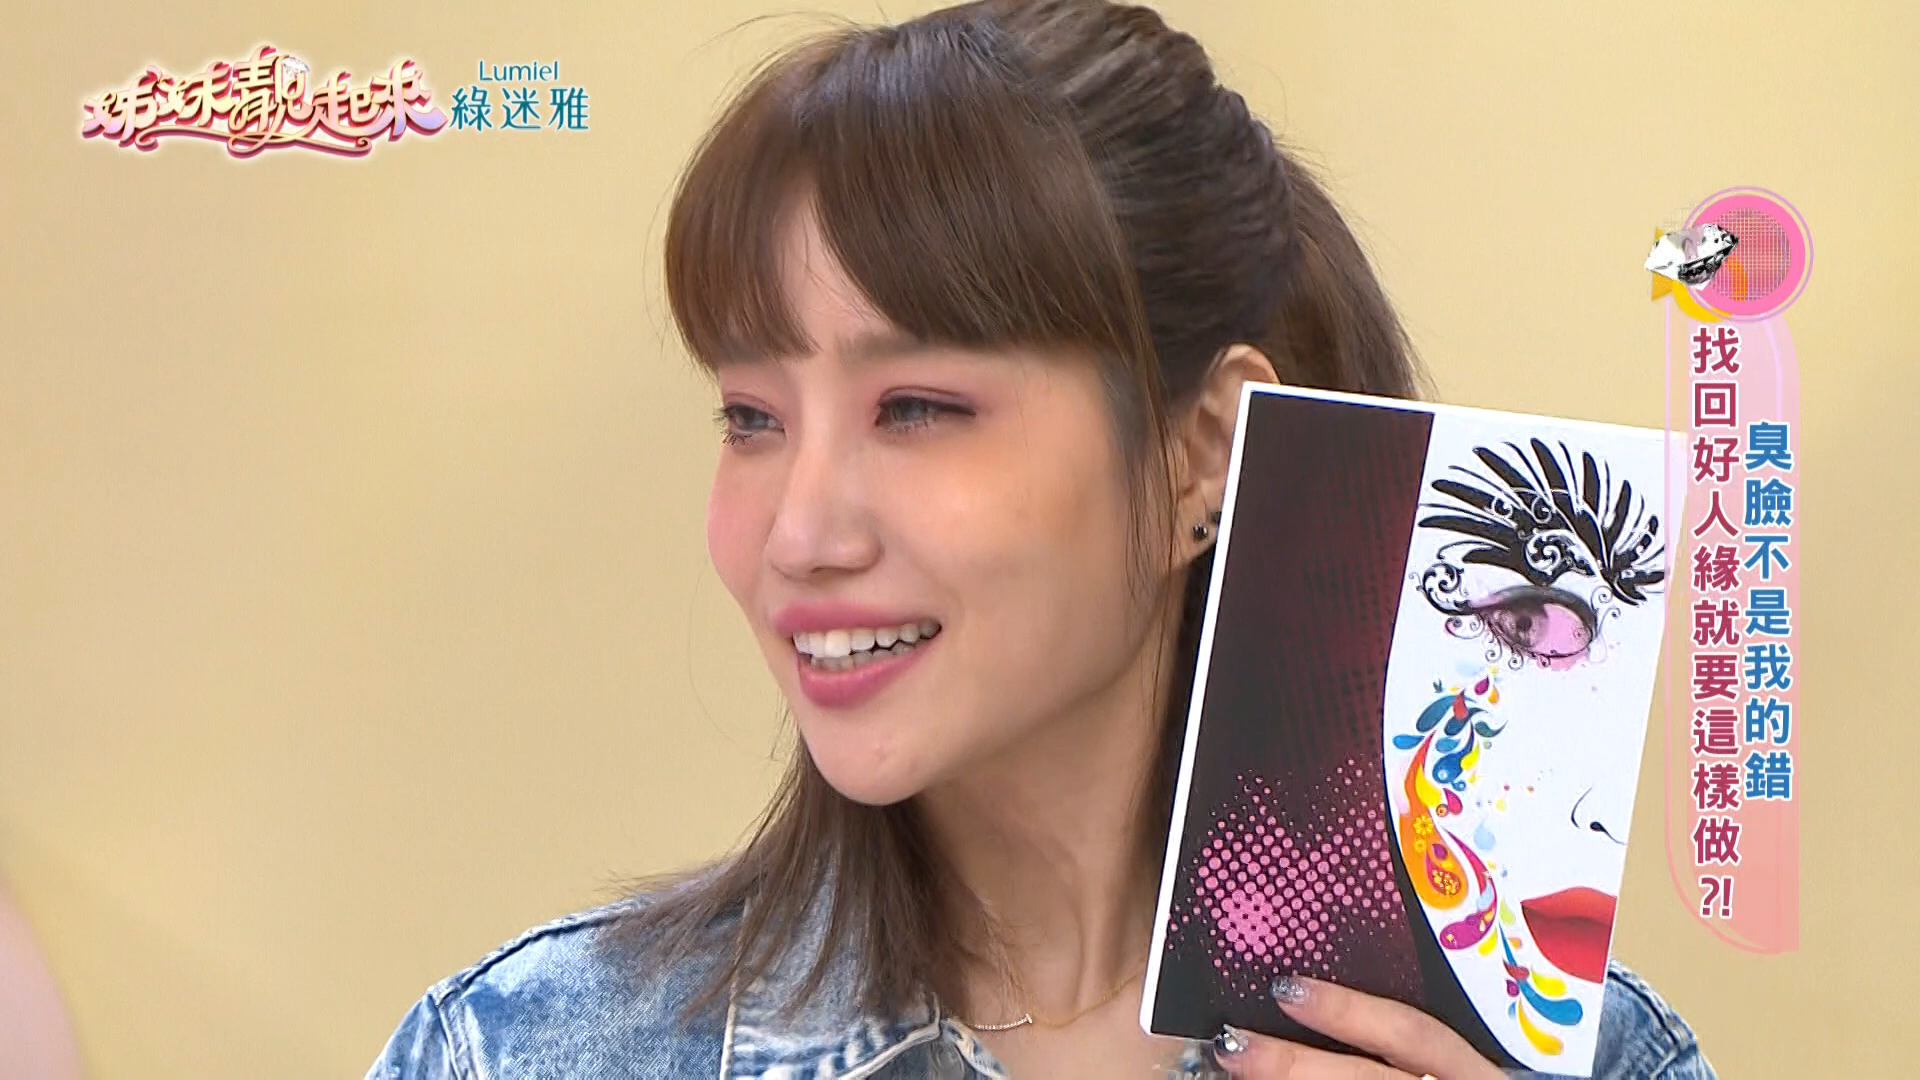 姊妹靚起來
Lumiel
綠迷雅
臭臉不是我的錯
找回好人緣就要這樣做?!